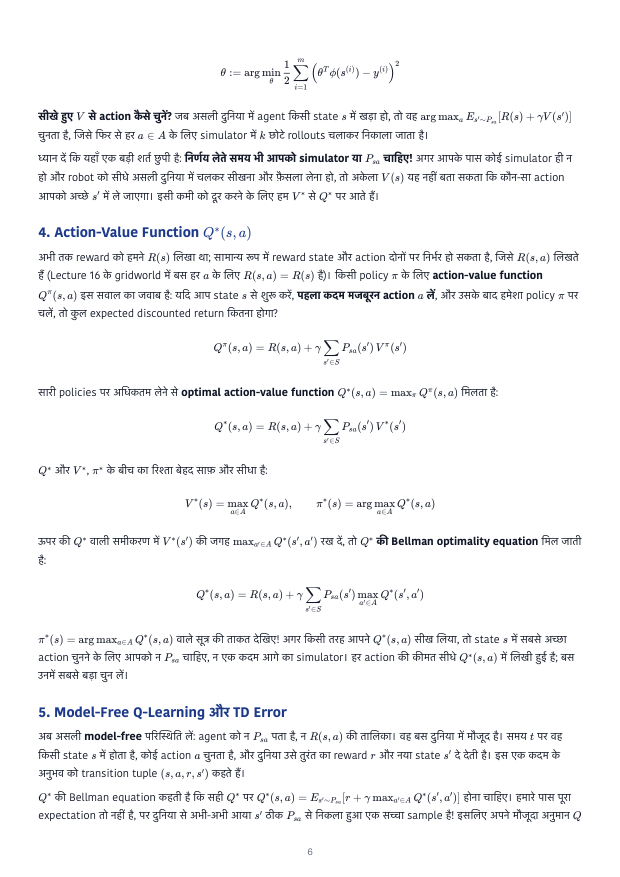 θ := arg min_θ 1/2 ∑_{i=1}^{m} (θ^T φ(s^{(i)}) − y^{(i)})^2
सीखे हुए V से action कैसे चुनें? जब असली दुनिया में agent किसी state s में खड़ा हो, तो वह arg max_a E_{s′∼P_{sa}}[R(s) + γV(s′)]
चुनता है, जिसे फिर से हर a ∈ A के लिए simulator में k छोटे rollouts चलाकर निकाला जाता है।
ध्यान दें कि यहाँ एक बड़ी शर्त छुपी है: निर्णय लेते समय भी आपको simulator या P_{sa} चाहिए! अगर आपके पास कोई simulator ही न
हो और robot को सीधे असली दुनिया में चलकर सीखना और फ़ैसला लेना हो, तो अकेला V(s) यह नहीं बता सकता कि कौन-सा action
आपको अच्छे s′ में ले जाएगा। इसी कमी को दूर करने के लिए हम V* से Q* पर आते हैं।
4. Action-Value Function Q*(s, a)
अभी तक reward को हमने R(s) लिखा था; सामान्य रूप में reward state और action दोनों पर निर्भर हो सकता है, जिसे R(s, a) लिखते
हैं (Lecture 16 के gridworld में बस हर a के लिए R(s, a) = R(s) है)। किसी policy π के लिए action-value function
Q^π(s, a) इस सवाल का जवाब है: यदि आप state s से शुरू करें, पहला कदम मजबूरन action a लें, और उसके बाद हमेशा policy π पर
चलें, तो कुल expected discounted return कितना होगा?
Q^π(s, a) = R(s, a) + γ ∑_{s′∈S} P_{sa}(s′) V^π(s′)
सारी policies पर अधिकतम लेने से optimal action-value function Q*(s, a) = max_π Q^π(s, a) मिलता है:
Q*(s, a) = R(s, a) + γ ∑_{s′∈S} P_{sa}(s′) V*(s′)
Q* और V*, π* के बीच का रिश्ता बेहद साफ़ और सीधा है:
V*(s) = max_{a∈A} Q*(s, a), π*(s) = arg max_{a∈A} Q*(s, a)
ऊपर की Q* वाली समीकरण में V*(s′) की जगह max_{a′∈A} Q*(s′, a′) रख दें, तो Q* की Bellman optimality equation मिल जाती
है:
Q*(s, a) = R(s, a) + γ ∑_{s′∈S} P_{sa}(s′) max_{a′∈A} Q*(s′, a′)
π*(s) = arg max_{a∈A} Q*(s, a) वाले सूत्र की ताकत देखिए! अगर किसी तरह आपने Q*(s, a) सीख लिया, तो state s में सबसे अच्छा
action चुनने के लिए आपको न P_{sa} चाहिए, न एक कदम आगे का simulator। हर action की कीमत सीधे Q*(s, a) में लिखी हुई है; बस
उनमें सबसे बड़ा चुन लें।
5. Model-Free Q-Learning और TD Error
अब असली model-free परिस्थिति लें: agent को न P_{sa} पता है, न R(s, a) की तालिका। वह बस दुनिया में मौजूद है। समय t पर वह
किसी state s में होता है, कोई action a चुनता है, और दुनिया उसे तुरंत का reward r और नया state s′ दे देती है। इस एक कदम के
अनुभव को transition tuple (s, a, r, s′) कहते हैं।
Q* की Bellman equation कहती है कि सही Q* पर Q*(s, a) = E_{s′∼P_{sa}}[r + γ max_{a′∈A} Q*(s′, a′)] होना चाहिए। हमारे पास पूरा
expectation तो नहीं है, पर दुनिया से अभी-अभी आया s′ ठीक P_{sa} से निकला हुआ एक सच्चा sample है! इसलिए अपने मौजूदा अनुमान Q
6